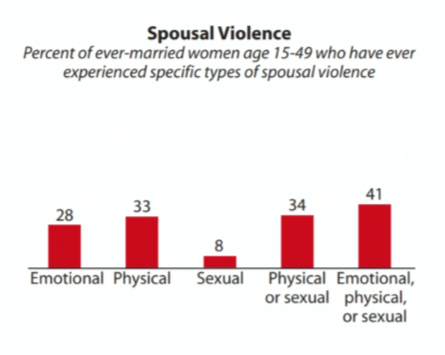 Spousal Violence
Percent of ever-married women age 15-49 who have ever
experienced specific types of spousal violence
28
33
8
34
41
Emotional
Physical
Sexual
Physical
or sexual
Emotional,
physical,
or sexual